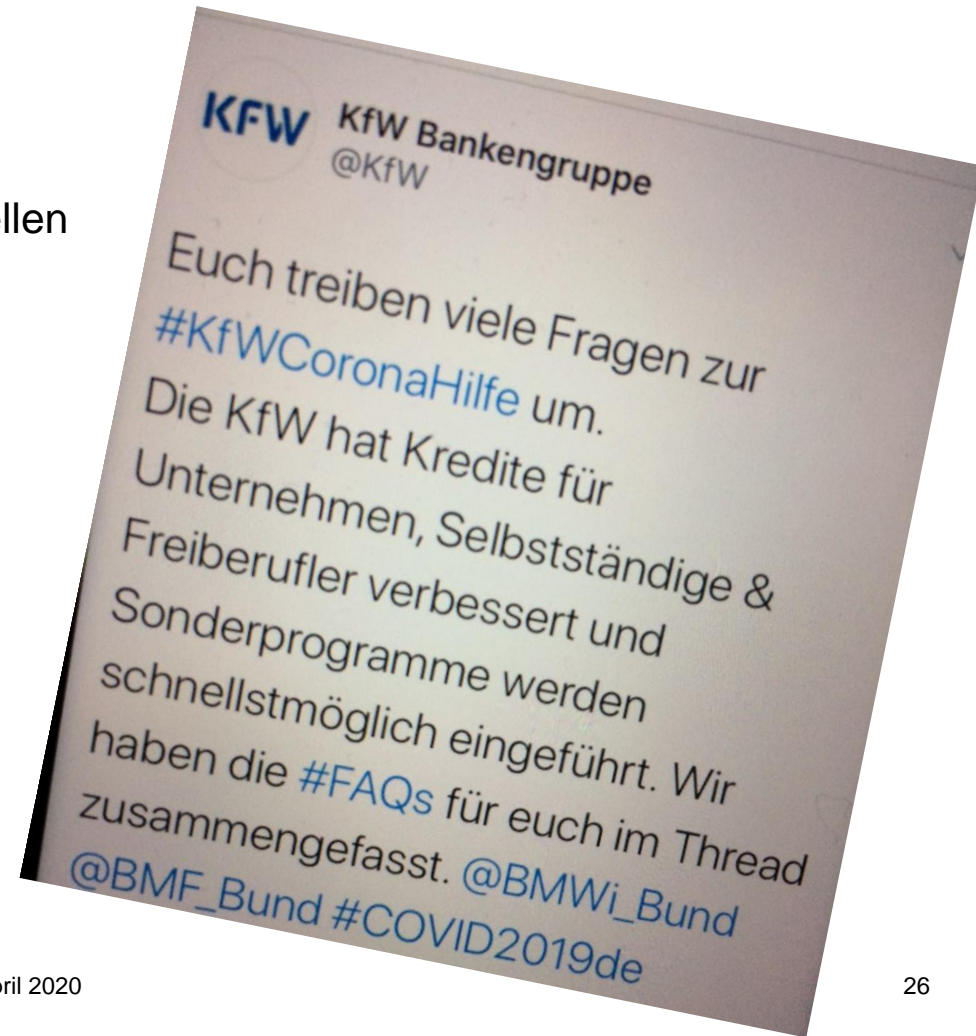 KFW
KfW Bankengruppe
@KfW
llen
Euch treiben viele Fragen zur
#KfWCoronaHilfe um.
Die KfW hat Kredite für
Unternehmen, Selbstständige &
Freiberufler verbessert und
Sonderprogramme werden
schnellstmöglich eingeführt. Wir
haben die #FAQs für euch im Thread
zusammengefasst. @BMWi_Bund
@BMF_Bund #COVID2019de
ril 2020
26